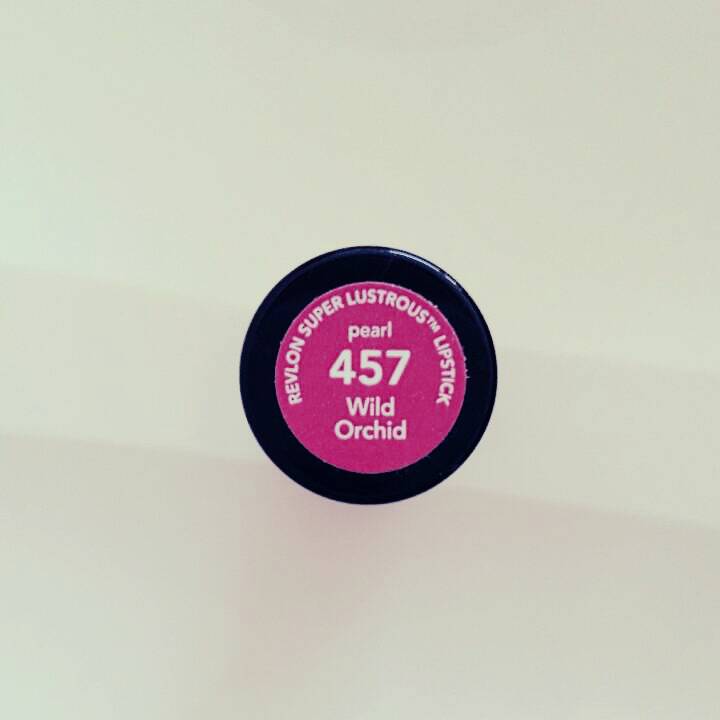 REVLON SUPER LUSTROUS™ LIPSTICK
pearl
457
Wild
Orchid